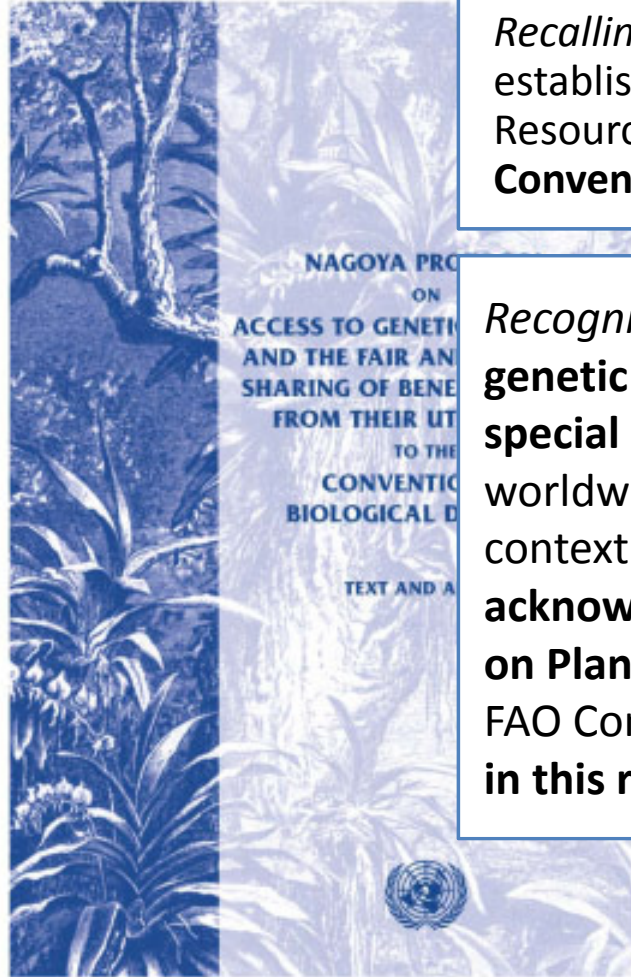 Recallin
establis
Resourc
Conven
NAGOYA PRO
ON
ACCESS TO GENETI
AND THE FAIR AN
SHARING OF BENE
FROM THEIR UT
TO THE
CONVENTIO
BIOLOGICAL D
TEXT AND A
Recogni
genetic
special
worldw
context
acknow
on Plan
FAO Cor
in this r